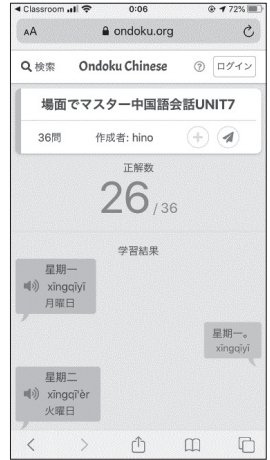 Classroom 0:06 72%
AA ondoku.org
検索 Ondoku Chinese ? ログイン
場面でマスター中国語会話UNIT7
36問 作成者: hino +
正解数
26 / 36
学習結果
星期一
xīngqīyī
月曜日
星期一。
xīngqīyī
星期二
xīngqī'èr
火曜日